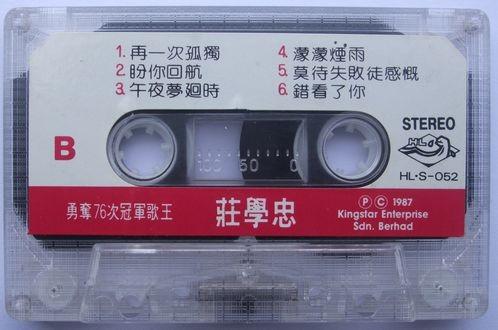 1. 再一次孤獨
2. 盼你回航
3. 午夜夢迴時
4. 濛濛煙雨
5. 莫待失敗徒感慨
6. 錯看了你
B
STEREO
HL
HL·S-052
100 50 0
勇奪76次冠軍歌王
莊學忠
Ⓟ Ⓒ 1987
Kingstar Enterprise
Sdn. Berhad